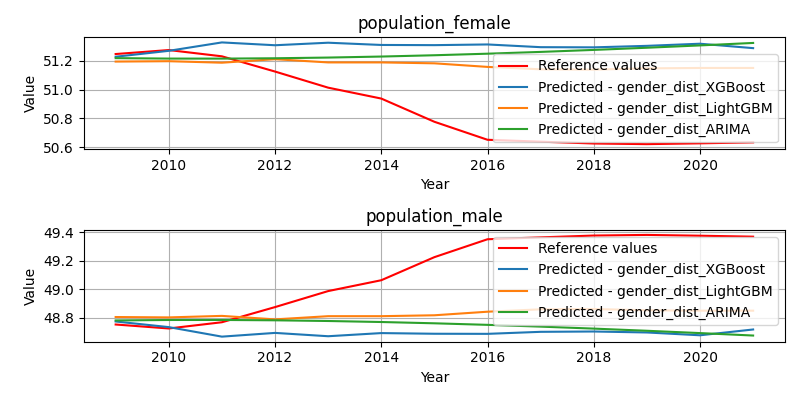 population_female
51.2
51.0
50.8
50.6
Value
Reference values
Predicted - gender_dist_XGBoost
Predicted - gender_dist_LightGBM
Predicted - gender_dist_ARIMA
2010 2012 2014 2016 2018 2020
Year
population_male
49.4
49.2
49.0
48.8
Value
Reference values
Predicted - gender_dist_XGBoost
Predicted - gender_dist_LightGBM
Predicted - gender_dist_ARIMA
2010 2012 2014 2016 2018 2020
Year